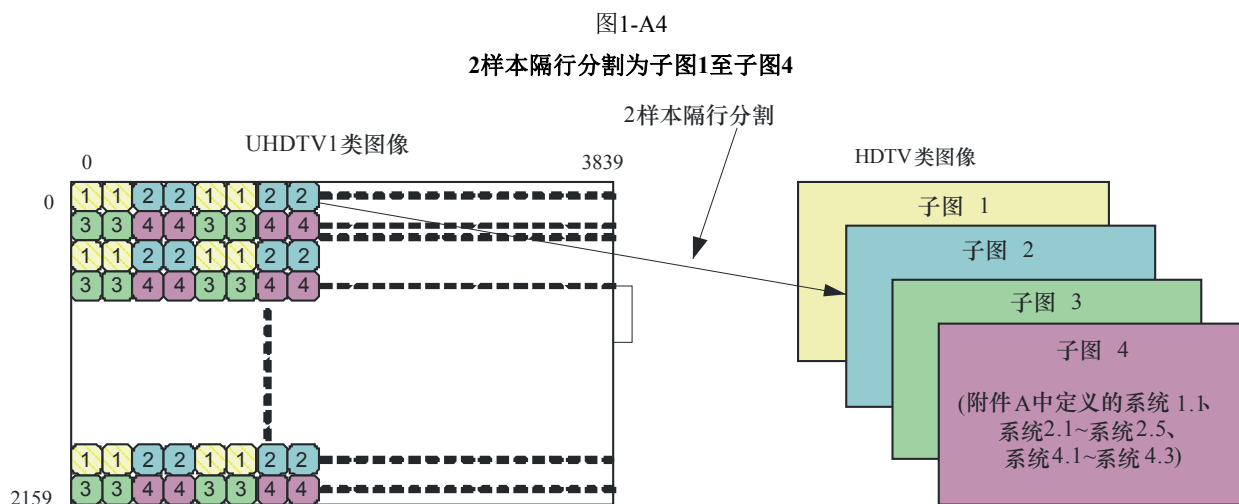 图1-A4
2样本隔行分割为子图1至子图4
2样本隔行分割
UHDTV1类图像
HDTV类图像
0 3839
0
1 1 2 2 1 1 2 2
3 3 4 4 3 3 4 4
1 1 2 2 1 1 2 2
3 3 4 4 3 3 4 4
1 1 2 2 1 1 2 2
3 3 4 4 3 3 4 4
2159
子图 1
子图 2
子图 3
子图 4
(附件A中定义的系统 1.1、
系统2.1~系统2.5、
系统4.1~系统4.3)